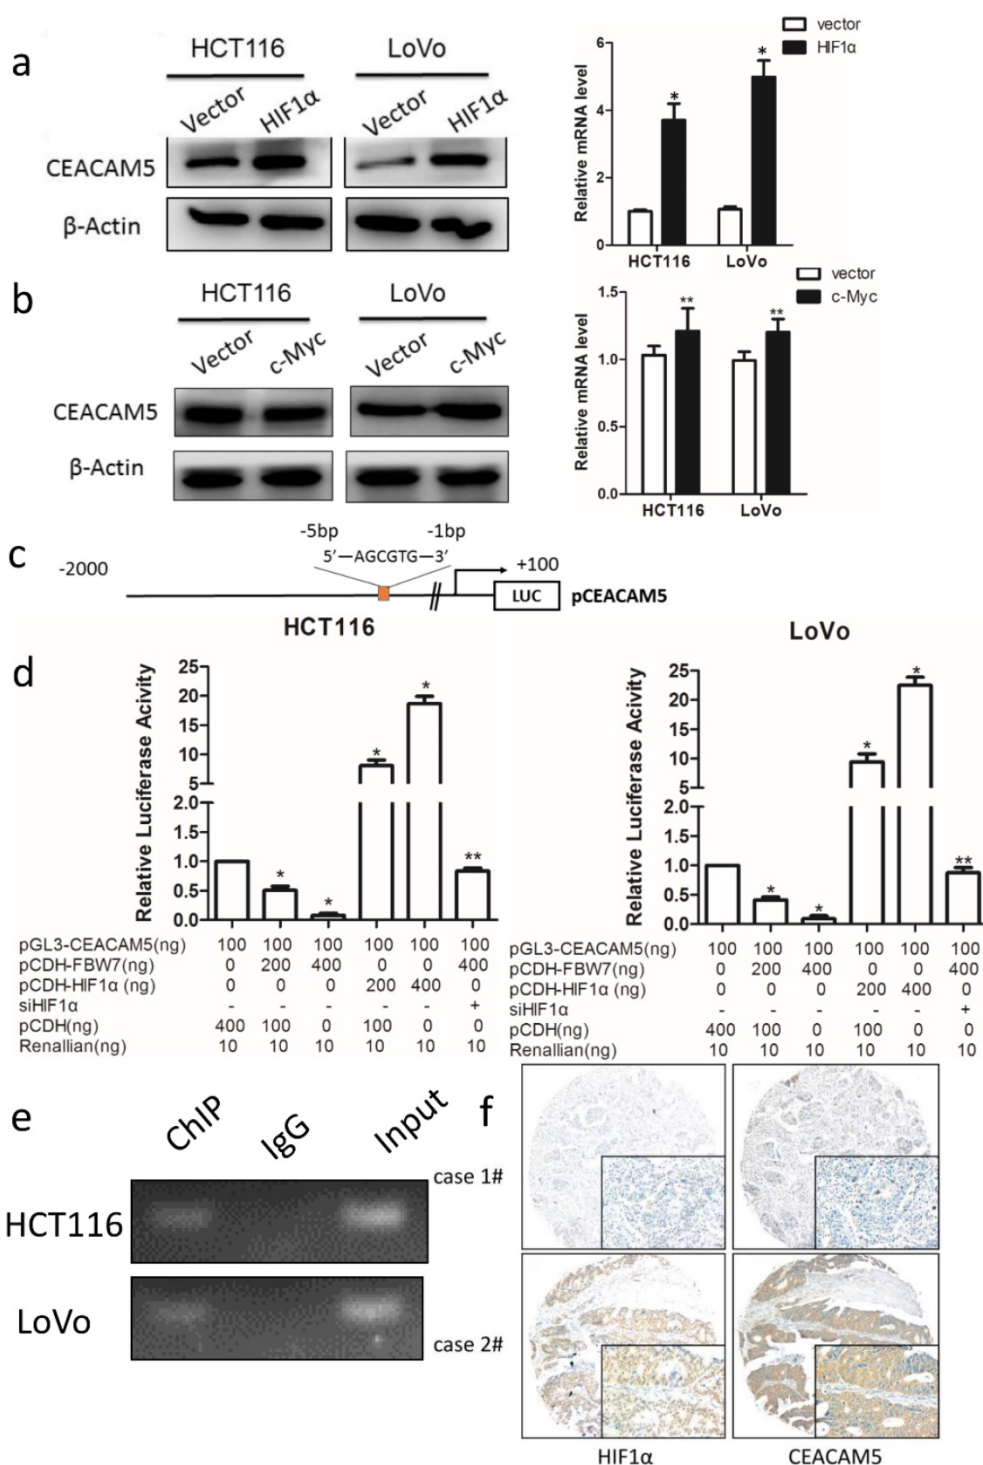 a
HCT116
LoVo
Vector
HIF1α
Vector
HIF1α
CEACAM5
β-Actin
vector
HIF1α
Relative mRNA level
6
4
2
0
*
*
HCT116
LoVo
b
HCT116
LoVo
Vector
c-Myc
Vector
c-Myc
CEACAM5
β-Actin
vector
c-Myc
Relative mRNA level
1.5
1.0
0.5
0.0
**
**
HCT116
LoVo
c
-5bp
-1bp
5′—AGCGTG—3′
-2000
+100
LUC
pCEACAM5
d
HCT116
Relative Luciferase Acivity
25
20
15
10
5
2.0
1.5
1.0
0.5
0.0
*
*
*
*
**
pGL3-CEACAM5(ng) 100 100 100 100 100 100
pCDH-FBW7(ng) 0 200 400 0 0 400
pCDH-HIF1α (ng) 0 0 0 200 400 0
siHIF1α - - - - - +
pCDH(ng) 400 100 0 100 0 0
Renallian(ng) 10 10 10 10 10 10
LoVo
Relative Luciferase Acivity
25
20
15
10
5
2.0
1.5
1.0
0.5
0.0
*
*
*
*
**
pGL3-CEACAM5(ng) 100 100 100 100 100 100
pCDH-FBW7(ng) 0 200 400 0 0 400
pCDH-HIF1α (ng) 0 0 0 200 400 0
siHIF1α - - - - - +
pCDH(ng) 400 100 0 100 0 0
Renallian(ng) 10 10 10 10 10 10
e
ChIP
IgG
Input
HCT116
LoVo
f
case 1#
case 2#
HIF1α
CEACAM5